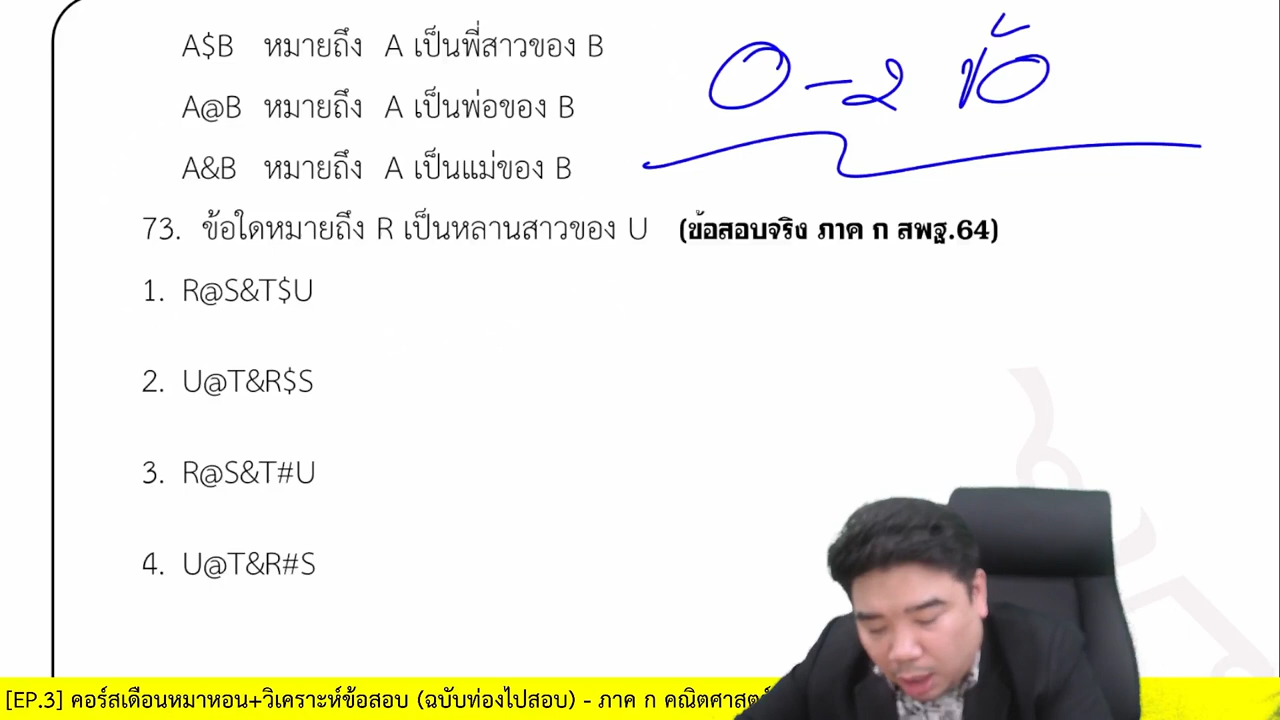 A$B หมายถึง A เป็นพี่สาวของ B
0-2 ข้อ
A@B หมายถึง A เป็นพ่อของ B
A&B หมายถึง A เป็นแม่ของ B
73. ข้อใดหมายถึง R เป็นหลานสาวของ U (ข้อสอบจริง ภาค ก สพฐ.64)
1. R@S&T$U
2. U@T&R$S
3. R@S&T#U
4. U@T&R#S
[EP.3] คอร์สเดือนหมาหอน+วิเคราะห์ข้อสอบ (ฉบับท่องไปสอบ) - ภาค ก คณิตศาสตร์